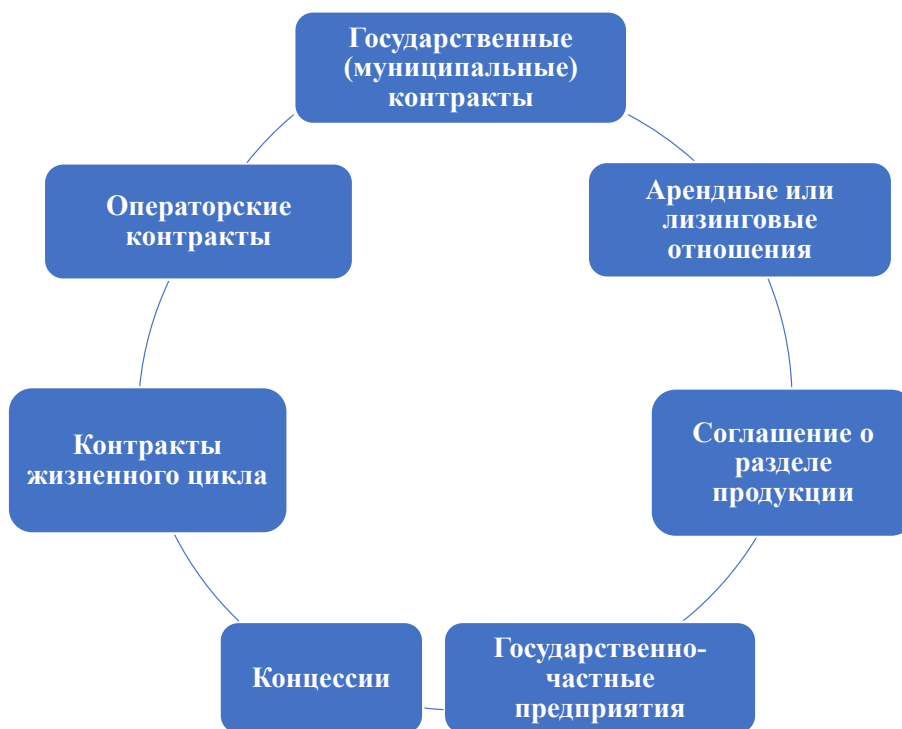 Государственные
(муниципальные)
контракты
Арендные или
лизинговые
отношения
Соглашение о
разделе
продукции
Государственно-
частные
предприятия
Концессии
Контракты
жизненного цикла
Операторские
контракты